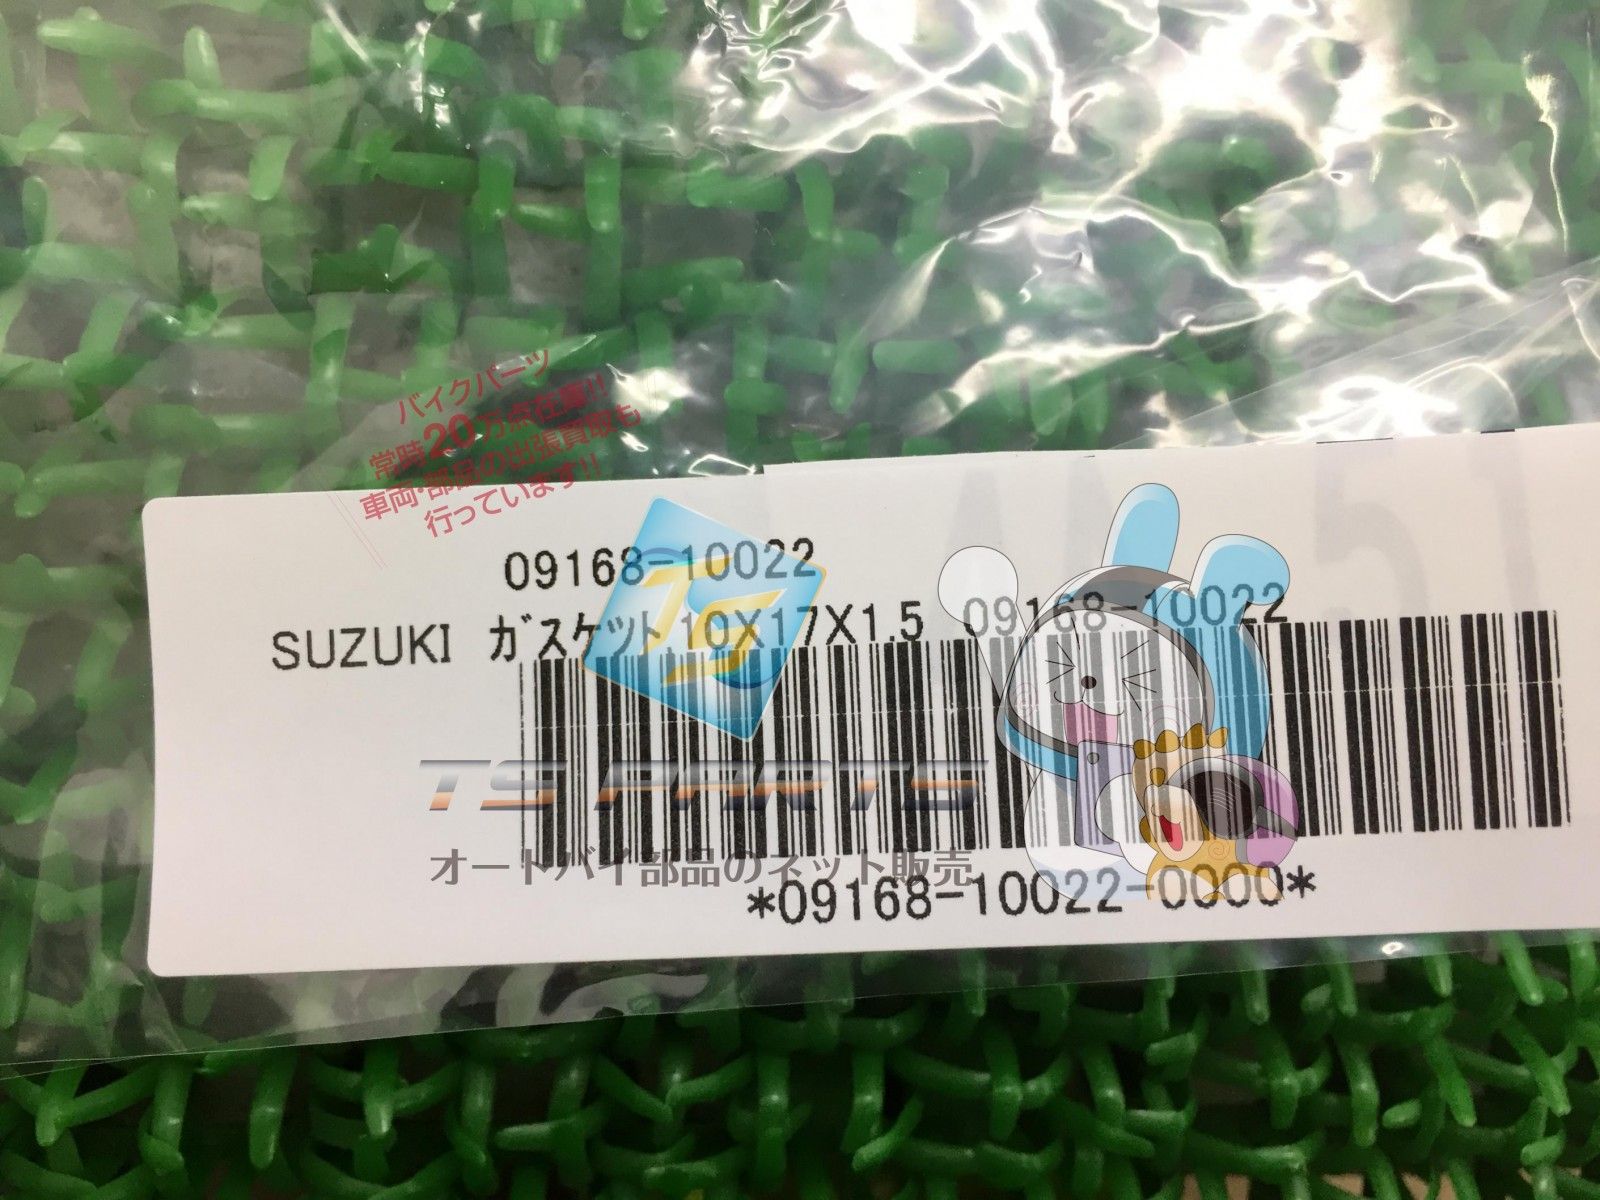 バイクパーツ
常時20万点在庫!!
車両・部品の出張買取も
行っています!!
09168-10022
SUZUKI ｶﾞｽｹｯﾄ,10X17X1.5 09168-10022
TS
TS PARTS
オートバイ部品のネット販売
*09168-10022-0000*